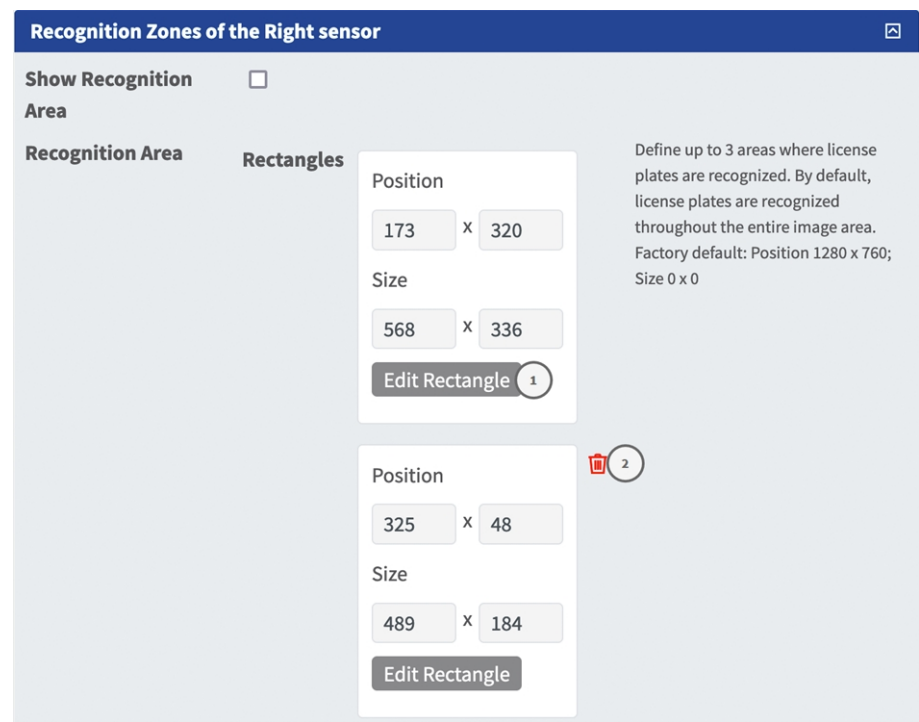 Recognition Zones of the Right sensor
Show Recognition
Area
Recognition Area
Rectangles
Position
173 x 320
Size
568 x 336
Edit Rectangle 1
Define up to 3 areas where license
plates are recognized. By default,
license plates are recognized
throughout the entire image area.
Factory default: Position 1280 x 760;
Size 0 x 0
2
Position
325 x 48
Size
489 x 184
Edit Rectangle